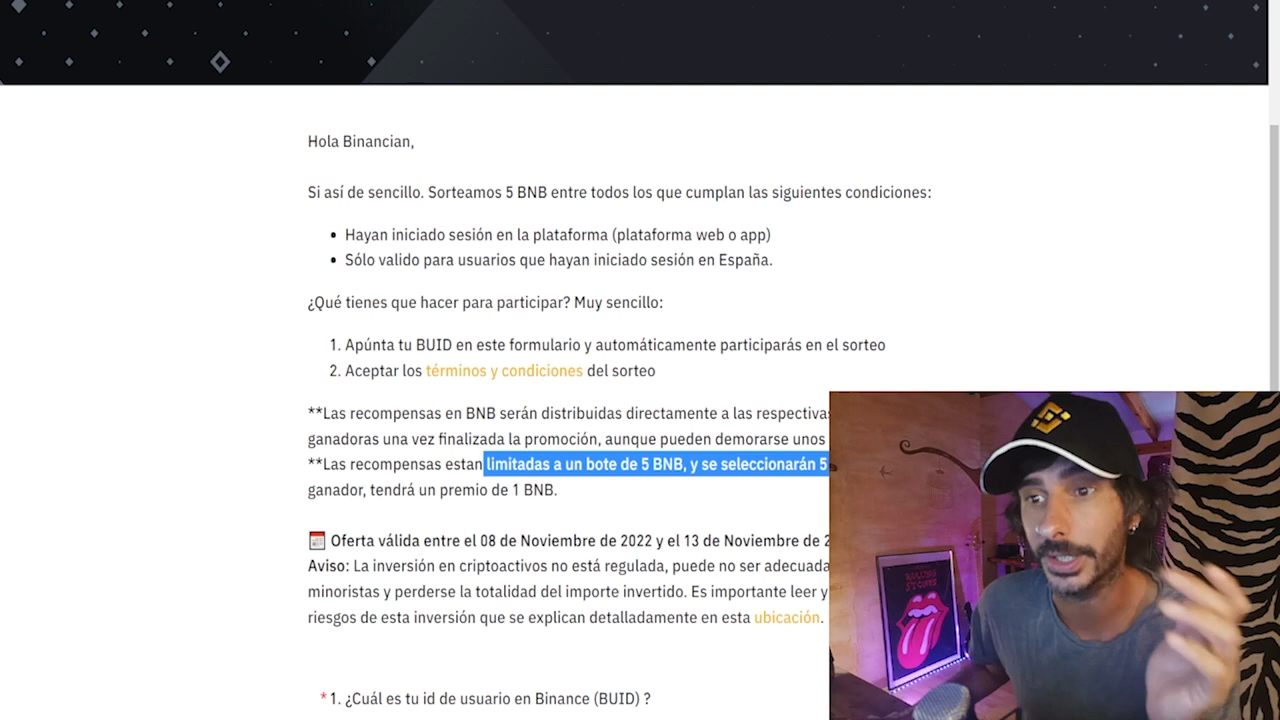 Hola Binancian,
Si así de sencillo. Sorteamos 5 BNB entre todos los que cumplan las siguientes condiciones:
• Hayan iniciado sesión en la plataforma (plataforma web o app)
• Sólo valido para usuarios que hayan iniciado sesión en España.
¿Qué tienes que hacer para participar? Muy sencillo:
1. Apúnta tu BUID en este formulario y automáticamente participarás en el sorteo
2. Aceptar los términos y condiciones del sorteo
**Las recompensas en BNB serán distribuidas directamente a las respectivas
ganadoras una vez finalizada la promoción, aunque pueden demorarse unos
**Las recompensas estan limitadas a un bote de 5 BNB, y se seleccionarán 5
ganador, tendrá un premio de 1 BNB.
Oferta válida entre el 08 de Noviembre de 2022 y el 13 de Noviembre de 2
Aviso: La inversión en criptoactivos no está regulada, puede no ser adecuada
minoristas y perderse la totalidad del importe invertido. Es importante leer y
riesgos de esta inversión que se explican detalladamente en esta ubicación.
*1. ¿Cuál es tu id de usuario en Binance (BUID) ?
ROLLING
STONES